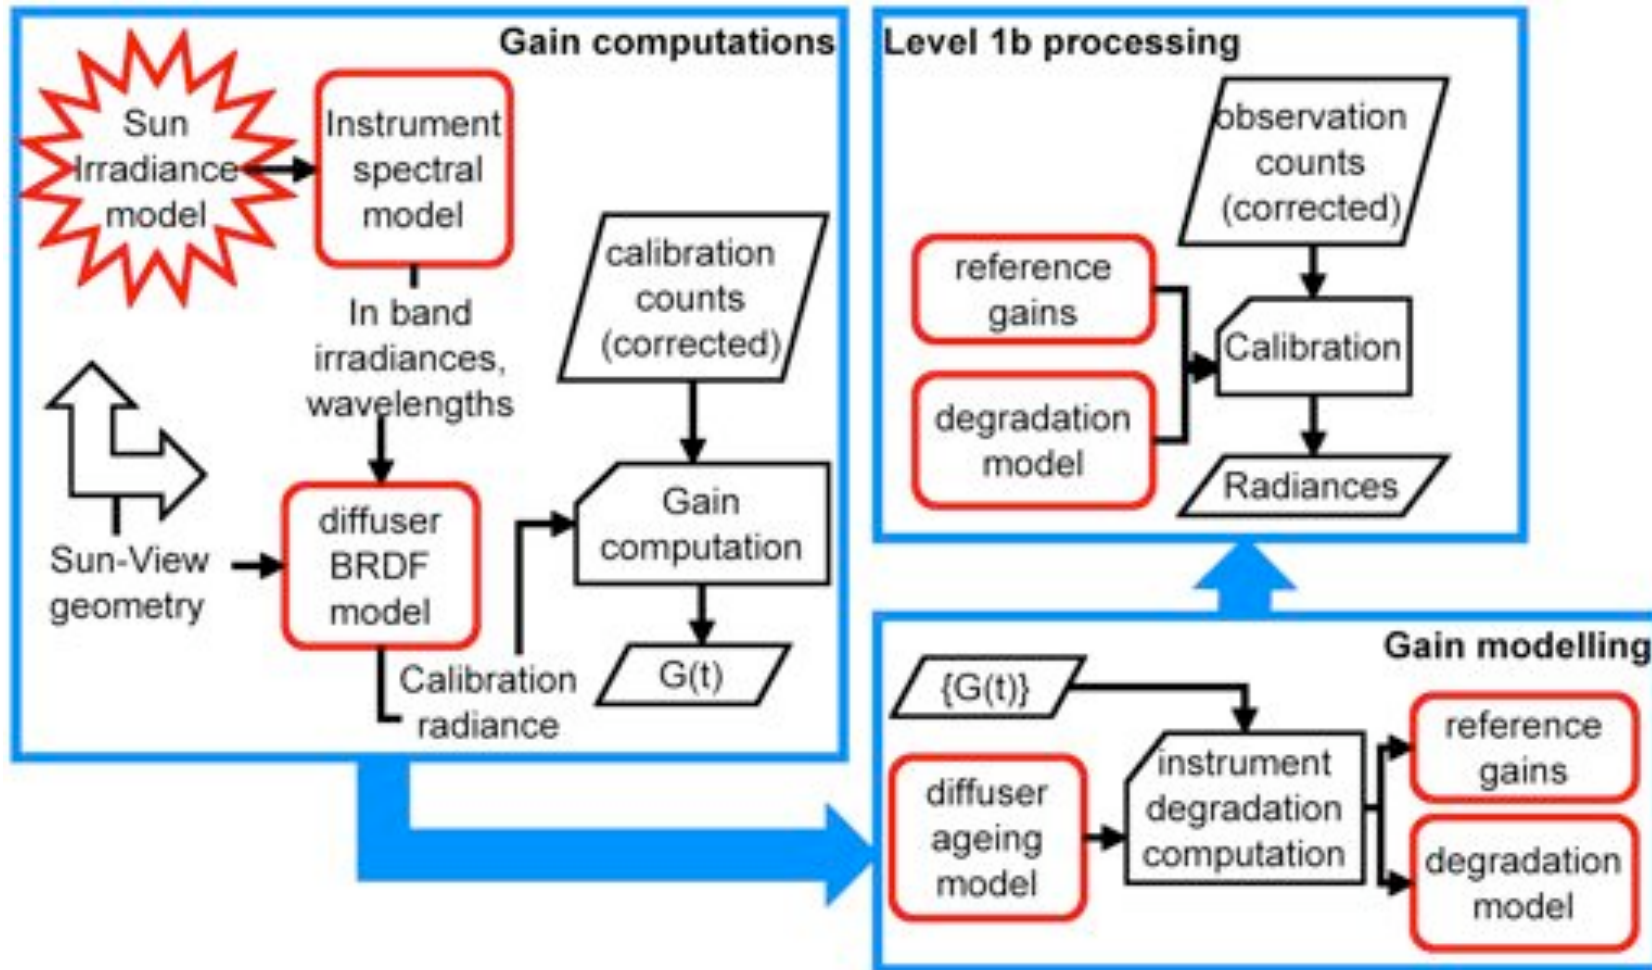 Gain computations
Sun
Irradiance
model
Instrument
spectral
model
In band
irradiances,
wavelengths
calibration
counts
(corrected)
Sun-View
geometry
diffuser
BRDF
model
Calibration
radiance
Gain
computation
G(t)
Level 1b processing
observation
counts
(corrected)
reference
gains
degradation
model
Calibration
Radiances
Gain modelling
{G(t)}
diffuser
ageing
model
instrument
degradation
computation
reference
gains
degradation
model